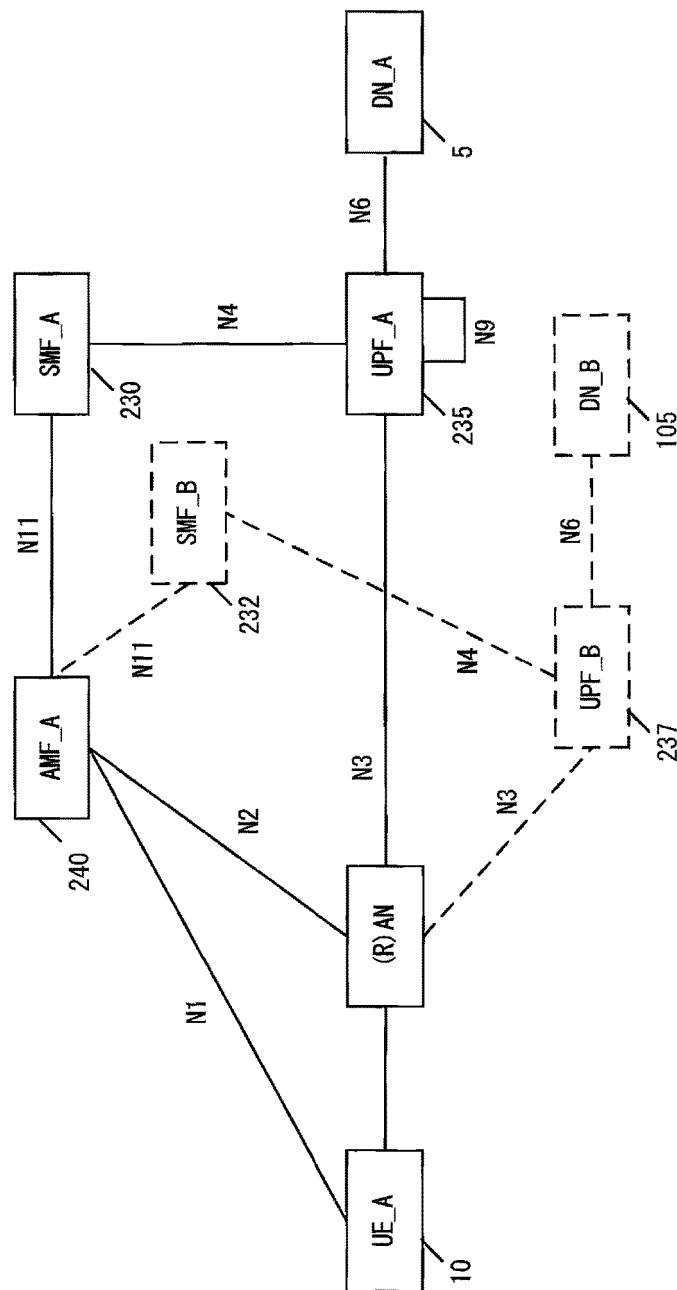 AMF_A
240
N11
SMF_A
230
N11
SMF_B
232
N1
N2
N4
N4
UE_A
10
(R)AN
N3
UPF_A
235
N9
N6
DN_A
5
N3
UPF_B
237
N6
DN_B
105